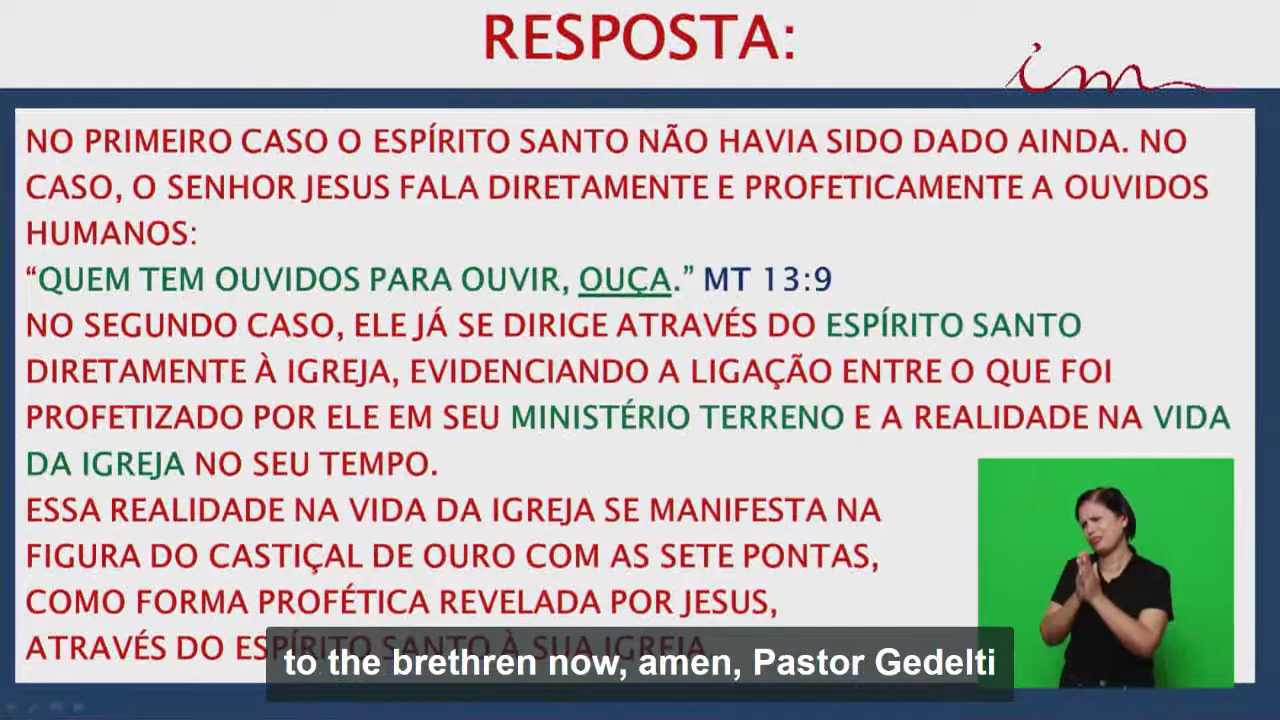 RESPOSTA:
im
NO PRIMEIRO CASO O ESPÍRITO SANTO NÃO HAVIA SIDO DADO AINDA. NO
CASO, O SENHOR JESUS FALA DIRETAMENTE E PROFETICAMENTE A OUVIDOS
HUMANOS:
“QUEM TEM OUVIDOS PARA OUVIR, OUÇA.” MT 13:9
NO SEGUNDO CASO, ELE JÁ SE DIRIGE ATRAVÉS DO ESPÍRITO SANTO
DIRETAMENTE À IGREJA, EVIDENCIANDO A LIGAÇÃO ENTRE O QUE FOI
PROFETIZADO POR ELE EM SEU MINISTÉRIO TERRENO E A REALIDADE NA VIDA
DA IGREJA NO SEU TEMPO.
ESSA REALIDADE NA VIDA DA IGREJA SE MANIFESTA NA
FIGURA DO CASTIÇAL DE OURO COM AS SETE PONTAS,
COMO FORMA PROFÉTICA REVELADA POR JESUS,
ATRAVÉS DO ESPÍRITO SANTO À SUA IGREJA.
to the brethren now, amen, Pastor Gedelti